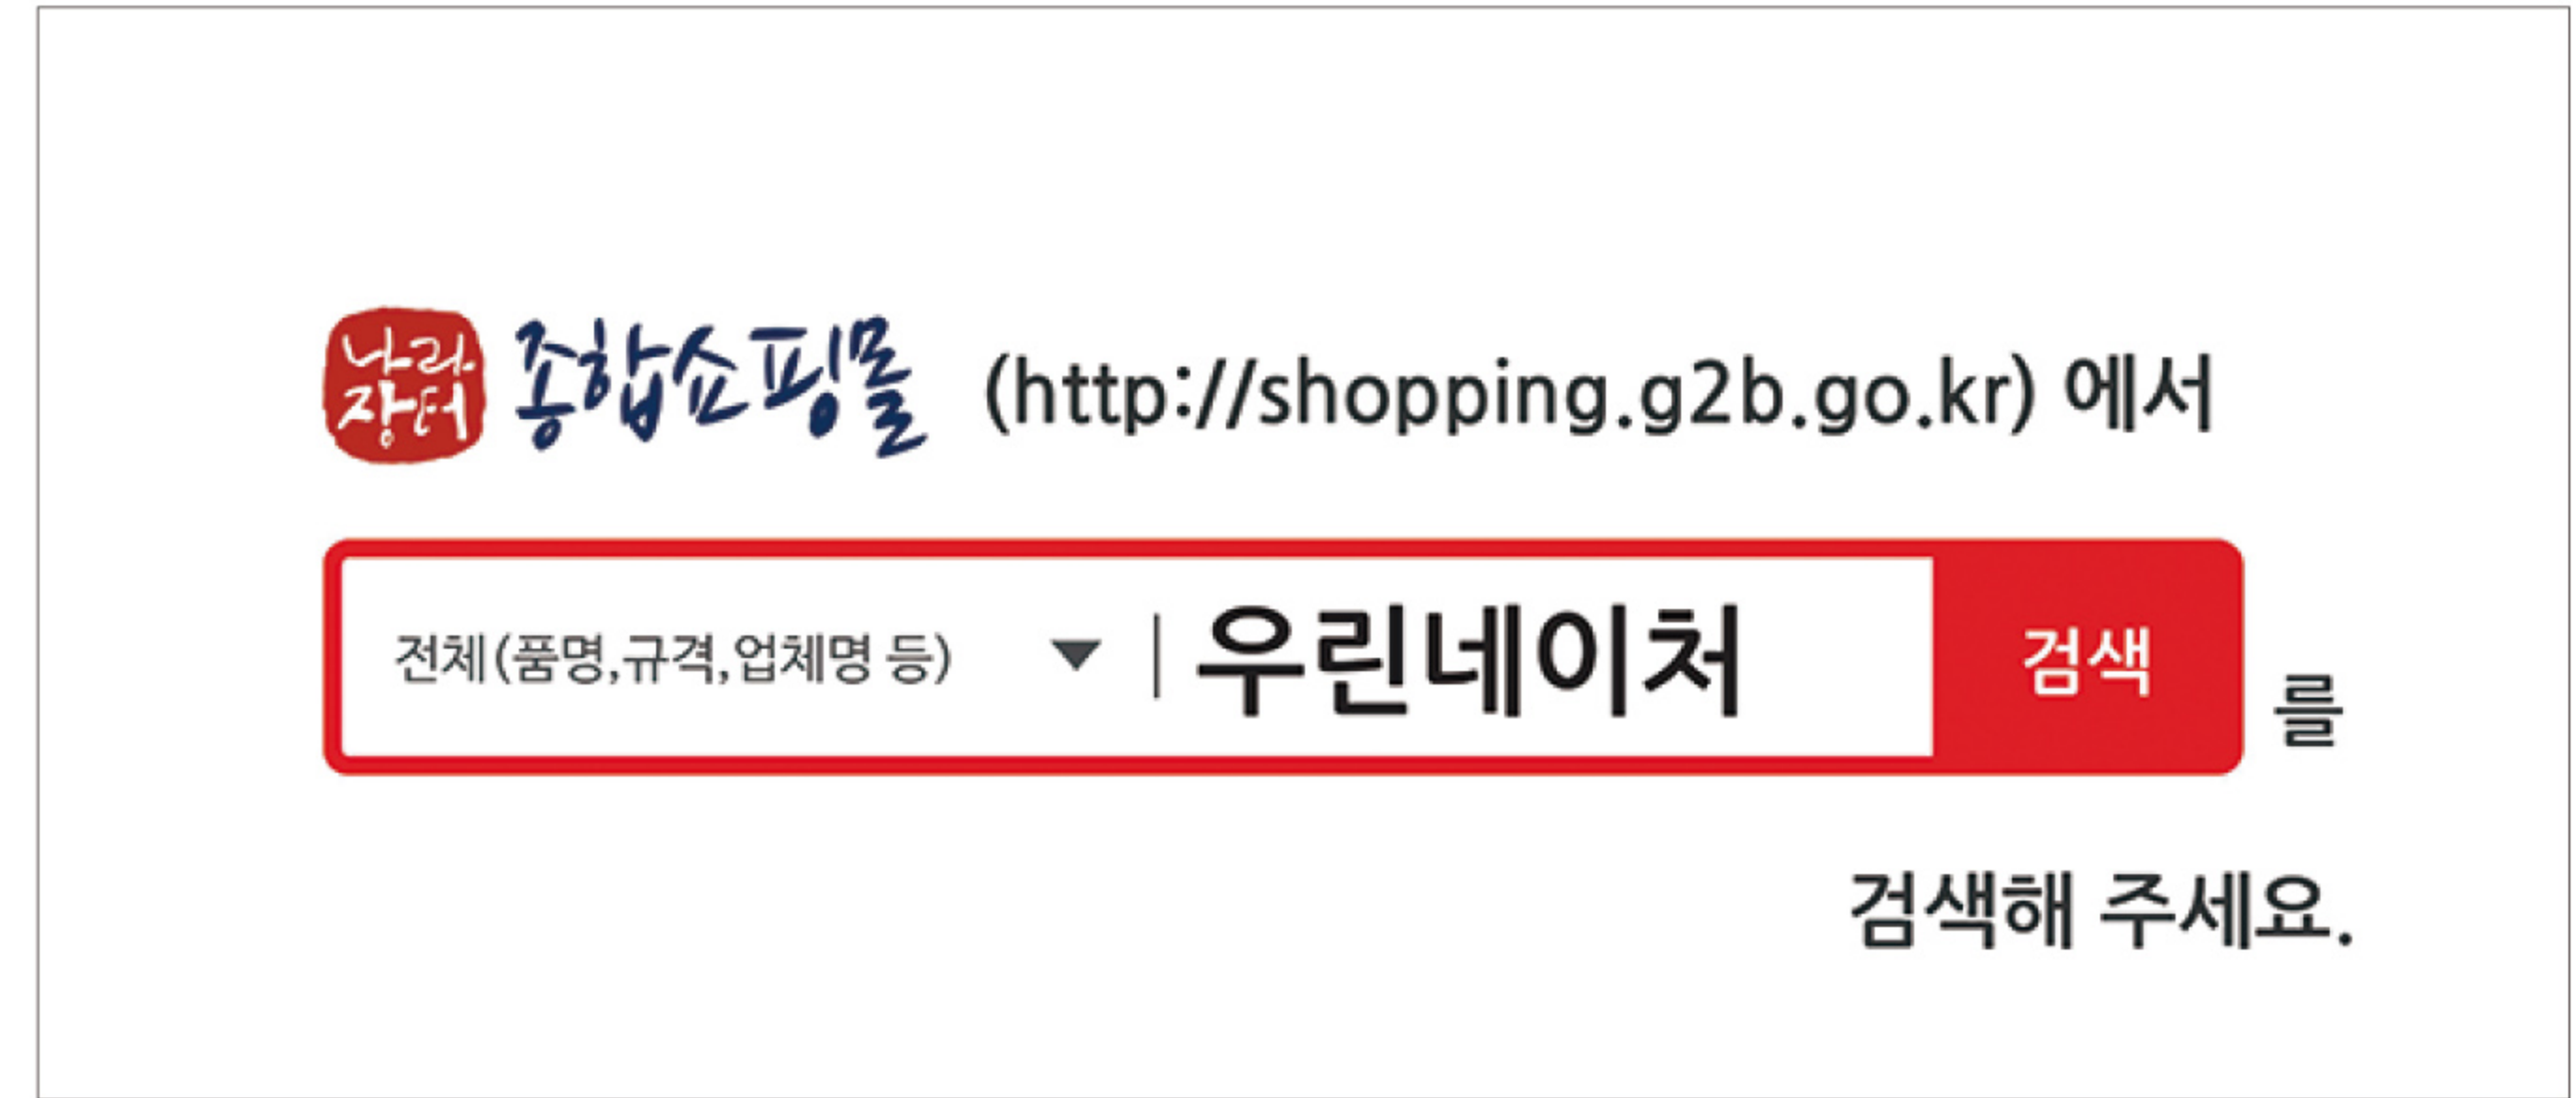 나라장터 종합쇼핑몰 (http://shopping.g2b.go.kr) 에서
전체(품명,규격,업체명 등) ▼ | 우린네이처 검색 를
검색해 주세요.